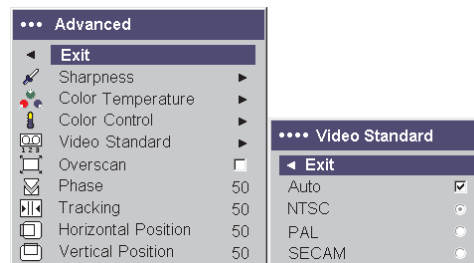 Advanced
Exit
Sharpness
Color Temperature
Color Control
Video Standard
Overscan
Phase 50
Tracking 50
Horizontal Position 50
Vertical Position 50
Video Standard
Exit
Auto
NTSC
PAL
SECAM